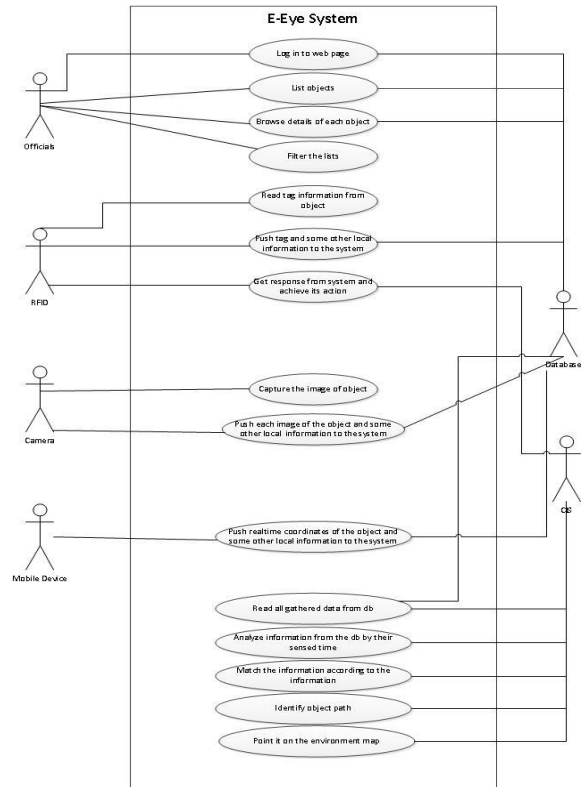 E-Eye System
Log in to web page
List objects
Browse details of each object
Filter the lists
Officials
Read tag information from
object
Push tag and some other local
information to the system
Get response from system and
achieve its action
RFID
Database
Capture the image of object
Push each image of the object and some
other local information to the system
Camera
Push realtime coordinates of the object and
some other local information to the system
Mobile Device
Read all gathered data from db
Analyze information from the db by their
sensed time
Match the information according to the
information
Identify object path
Point it on the environment map